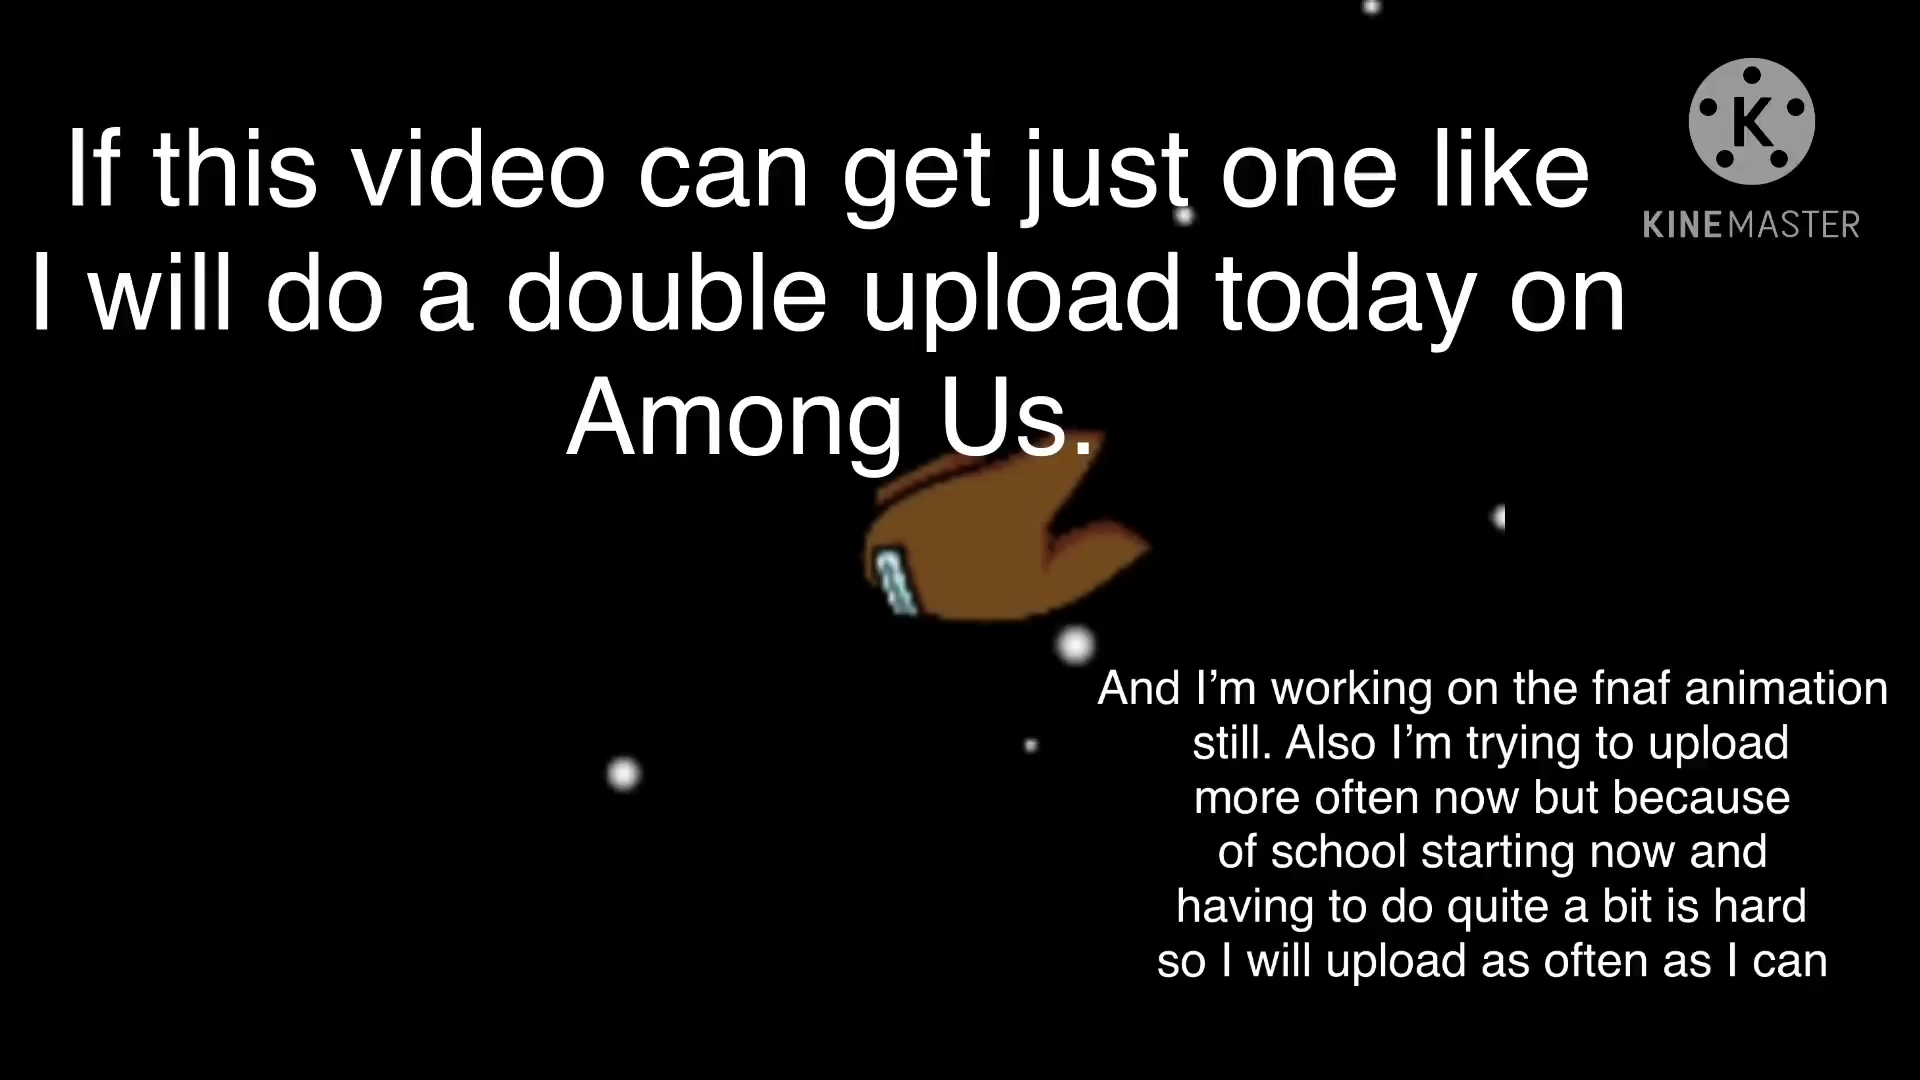 If this video can get just one like
I will do a double upload today on
Among Us.
K
KINEMASTER
And I’m working on the fnaf animation
still. Also I’m trying to upload
more often now but because
of school starting now and
having to do quite a bit is hard
so I will upload as often as I can